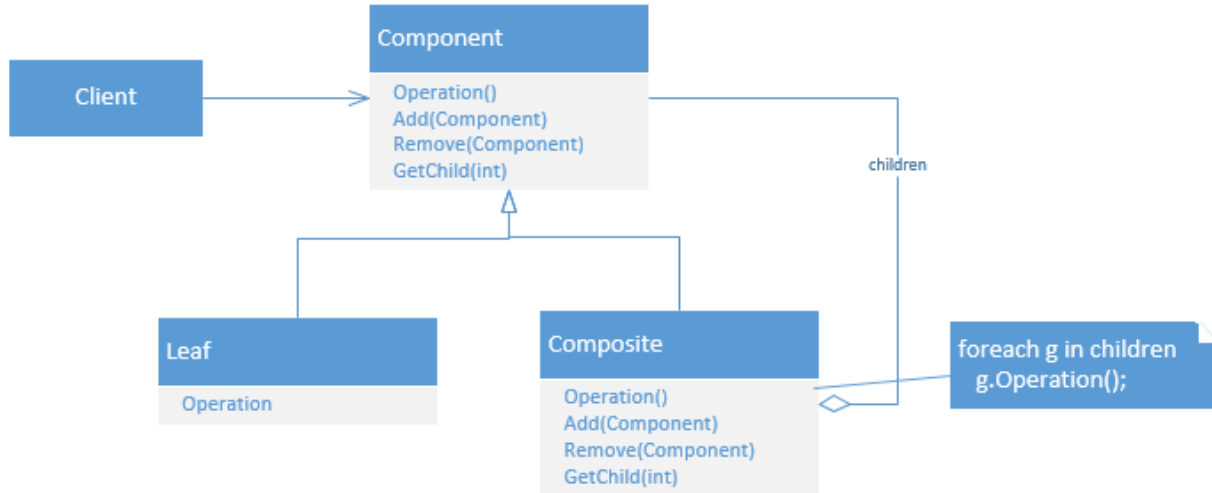 Component
Client
Operation()
Add(Component)
Remove(Component)
GetChild(int)
children
Leaf
Operation
Composite
Operation()
Add(Component)
Remove(Component)
GetChild(int)
foreach g in children
g.Operation();